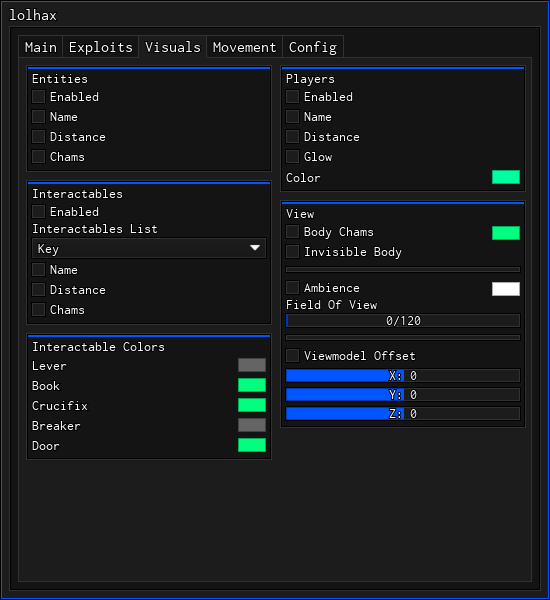 lolhax
Main Exploits Visuals Movement Config
Entities
Enabled
Name
Distance
Chams
Interactables
Enabled
Interactables List
Key
Name
Distance
Chams
Interactable Colors
Lever
Book
Crucifix
Breaker
Door
Players
Enabled
Name
Distance
Glow
Color
View
Body Chams
Invisible Body
Ambience
Field Of View
0/120
Viewmodel Offset
X: 0
Y: 0
Z: 0